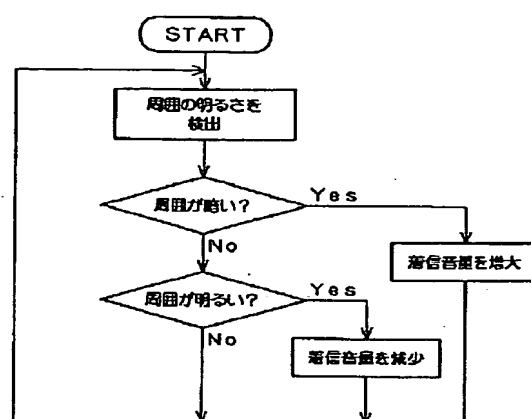 START
周囲の明るさを
検出
周囲が暗い?
Yes
No
着信音量を増大
周囲が明るい?
Yes
No
着信音量を減少